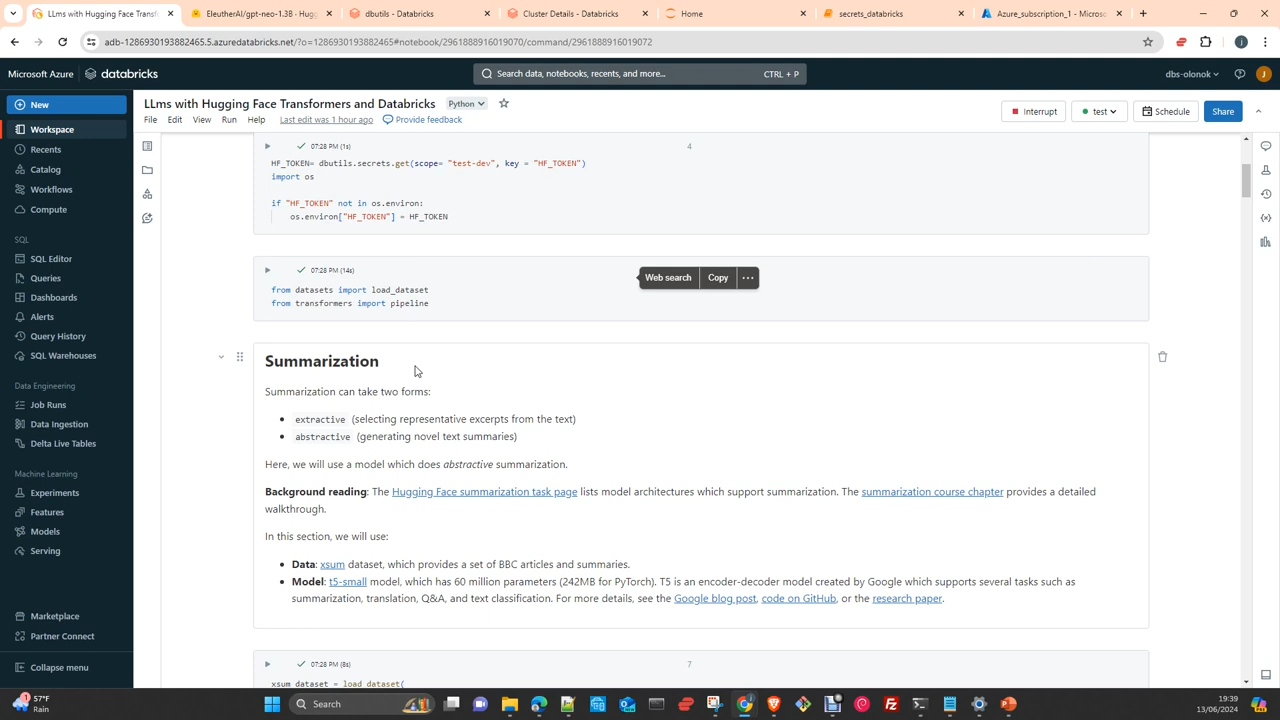 LLms with Hugging Face Transf
EleutherAI/gpt-neo-1.3B · Hugg
dbutils - Databricks
Cluster Details - Databricks
Home
secrets_databricks
Azure_subscription_1 - Microso
adb-1286930193882465.5.azuredatabricks.net/?o=1286930193882465#notebook/2961888916019070/command/2961888916019072
Microsoft Azure
databricks
Search data, notebooks, recents, and more...
CTRL + P
dbs-olonok
J
New
Workspace
Recents
Catalog
Workflows
Compute
SQL
SQL Editor
Queries
Dashboards
Alerts
Query History
SQL Warehouses
Data Engineering
Job Runs
Data Ingestion
Delta Live Tables
Machine Learning
Experiments
Features
Models
Serving
Marketplace
Partner Connect
Collapse menu
LLms with Hugging Face Transformers and Databricks
Python
File Edit View Run Help
Last edit was 1 hour ago
Provide feedback
Interrupt
test
Schedule
Share
07:28 PM (1s)
4
HF_TOKEN= dbutils.secrets.get(scope= "test-dev", key = "HF_TOKEN")
import os
if "HF_TOKEN" not in os.environ:
os.environ["HF_TOKEN"] = HF_TOKEN
07:28 PM (14s)
Web search Copy
from datasets import load_dataset
from transformers import pipeline
Summarization
Summarization can take two forms:
• extractive (selecting representative excerpts from the text)
• abstractive (generating novel text summaries)
Here, we will use a model which does abstractive summarization.
Background reading: The Hugging Face summarization task page lists model architectures which support summarization. The summarization course chapter provides a detailed
walkthrough.
In this section, we will use:
• Data: xsum dataset, which provides a set of BBC articles and summaries.
• Model: t5-small model, which has 60 million parameters (242MB for PyTorch). T5 is an encoder-decoder model created by Google which supports several tasks such as
summarization, translation, Q&A, and text classification. For more details, see the Google blog post, code on GitHub, or the research paper.
07:28 PM (8s)
7
xsum_dataset = load_dataset(
57°F
Rain
Search
19:39
13/06/2024